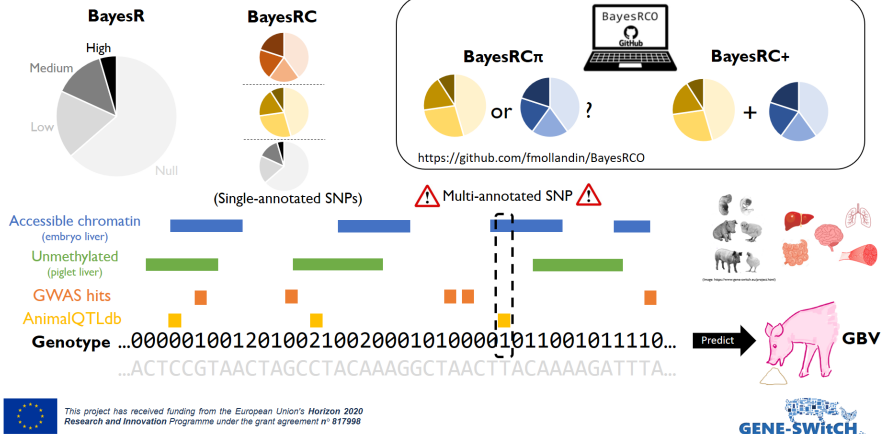 BayesR
BayesRC
BayesRCO
GitHub
High
Medium
Low
Null
BayesRCπ
BayesRC+
or
?
+
https://github.com/fmollandin/BayesRCO
(Single-annotated SNPs)
Multi-annotated SNP
Accessible chromatin
(embryo liver)
Unmethylated
(piglet liver)
GWAS hits
AnimalQTLdb
Genotype ...000001001201002100200010100001011001011110...
...ACTCCGTAACTAGCCTACAAAGGCTAACTTACAAAAGATTTA...
Predict
GBV
This project has received funding from the European Union's Horizon 2020
Research and Innovation Programme under the grant agreement n° 817998
GENE-SWitCH